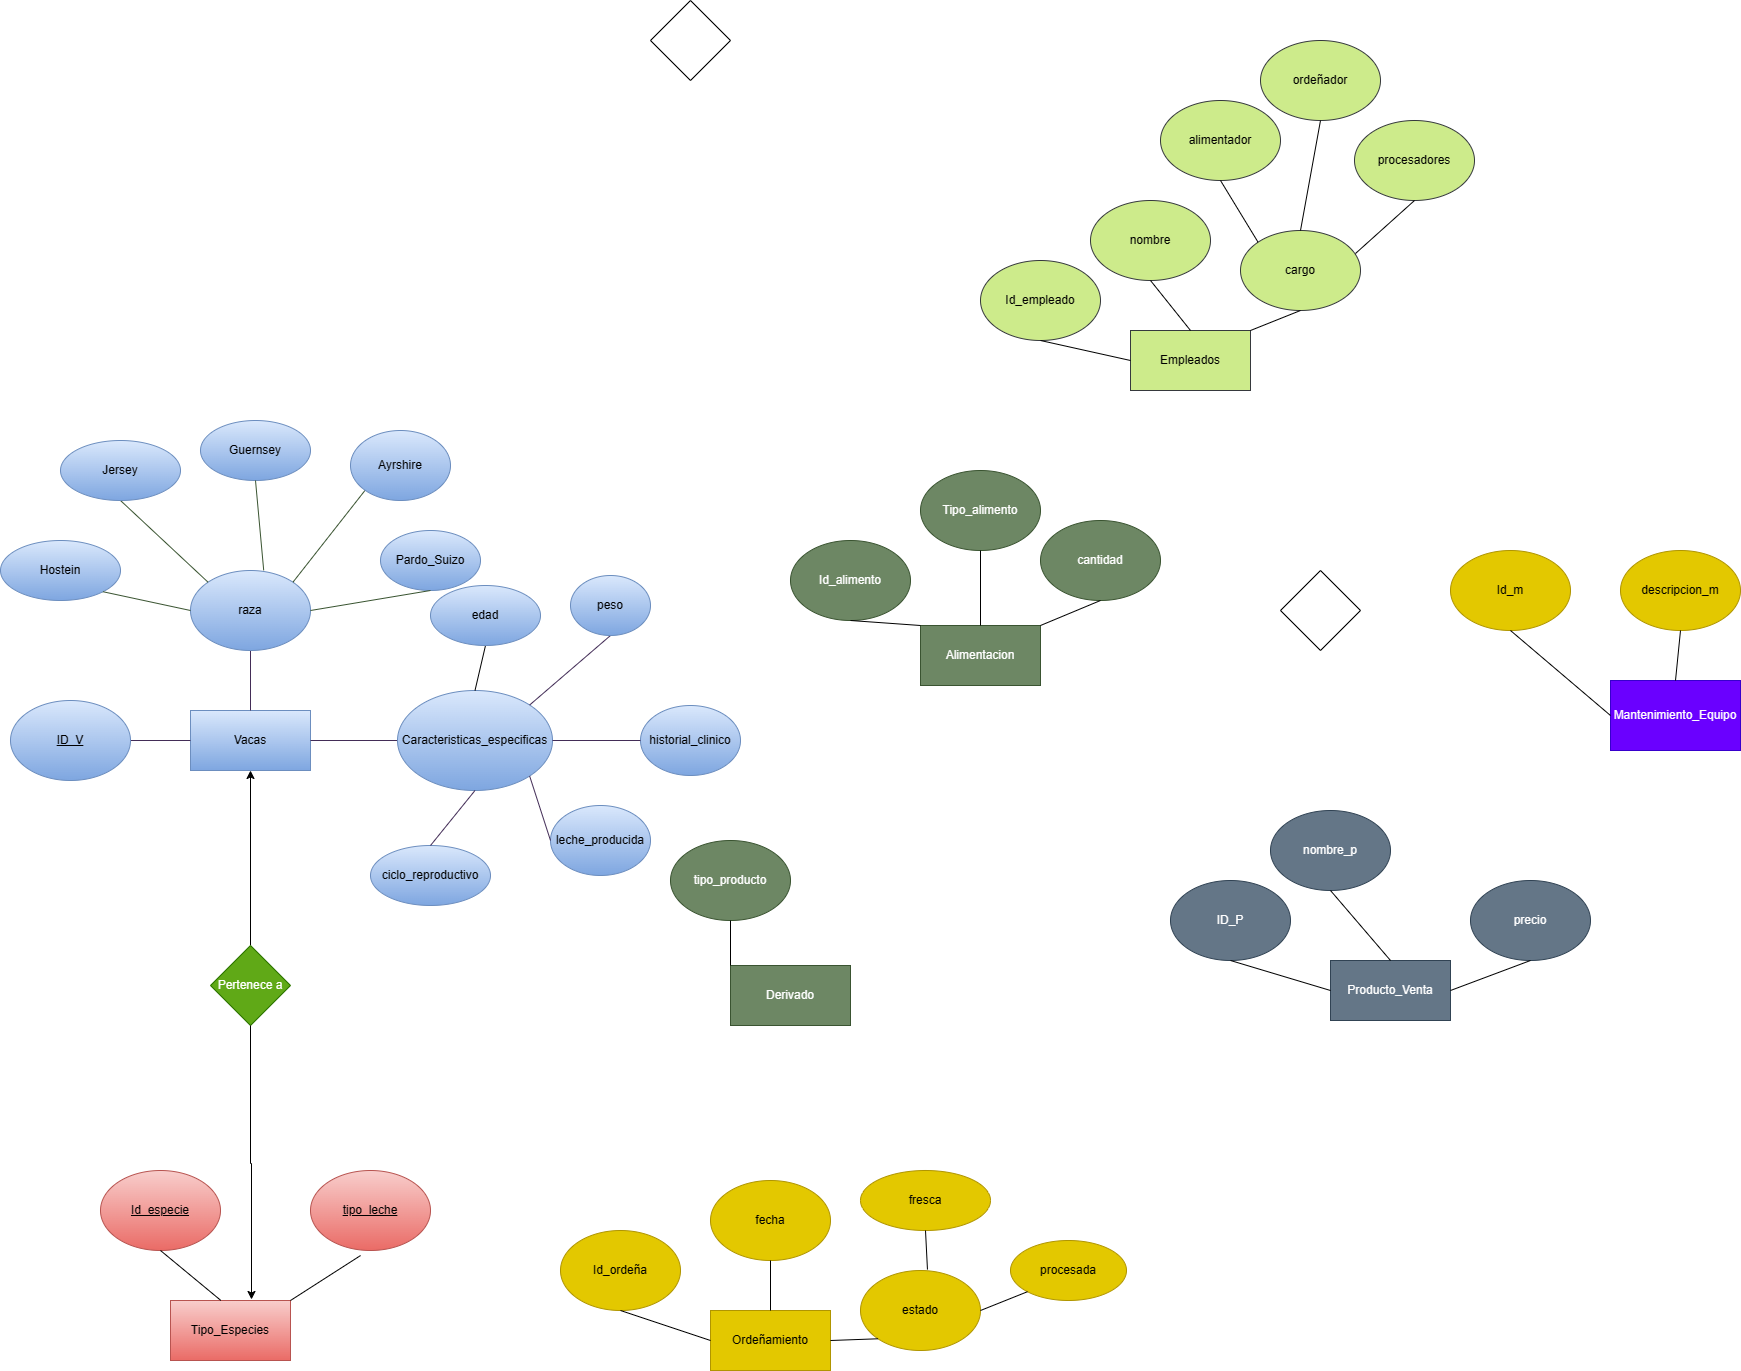 ordeñador
alimentador
procesadores
nombre
cargo
Id_empleado
Empleados
Guernsey
Jersey
Ayrshire
Hostein
Pardo_Suizo
raza
edad
peso
ID_V
Vacas
Caracteristicas_especificas
historial_clinico
leche_producida
ciclo_reproductivo
Tipo_alimento
Id_alimento
cantidad
Alimentacion
Id_m
descripcion_m
Mantenimiento_Equipo
tipo_producto
Derivado
nombre_p
ID_P
precio
Producto_Venta
Pertenece a
Id_especie
tipo_leche
Tipo_Especies
fresca
fecha
Id_ordeña
procesada
estado
Ordeñamiento